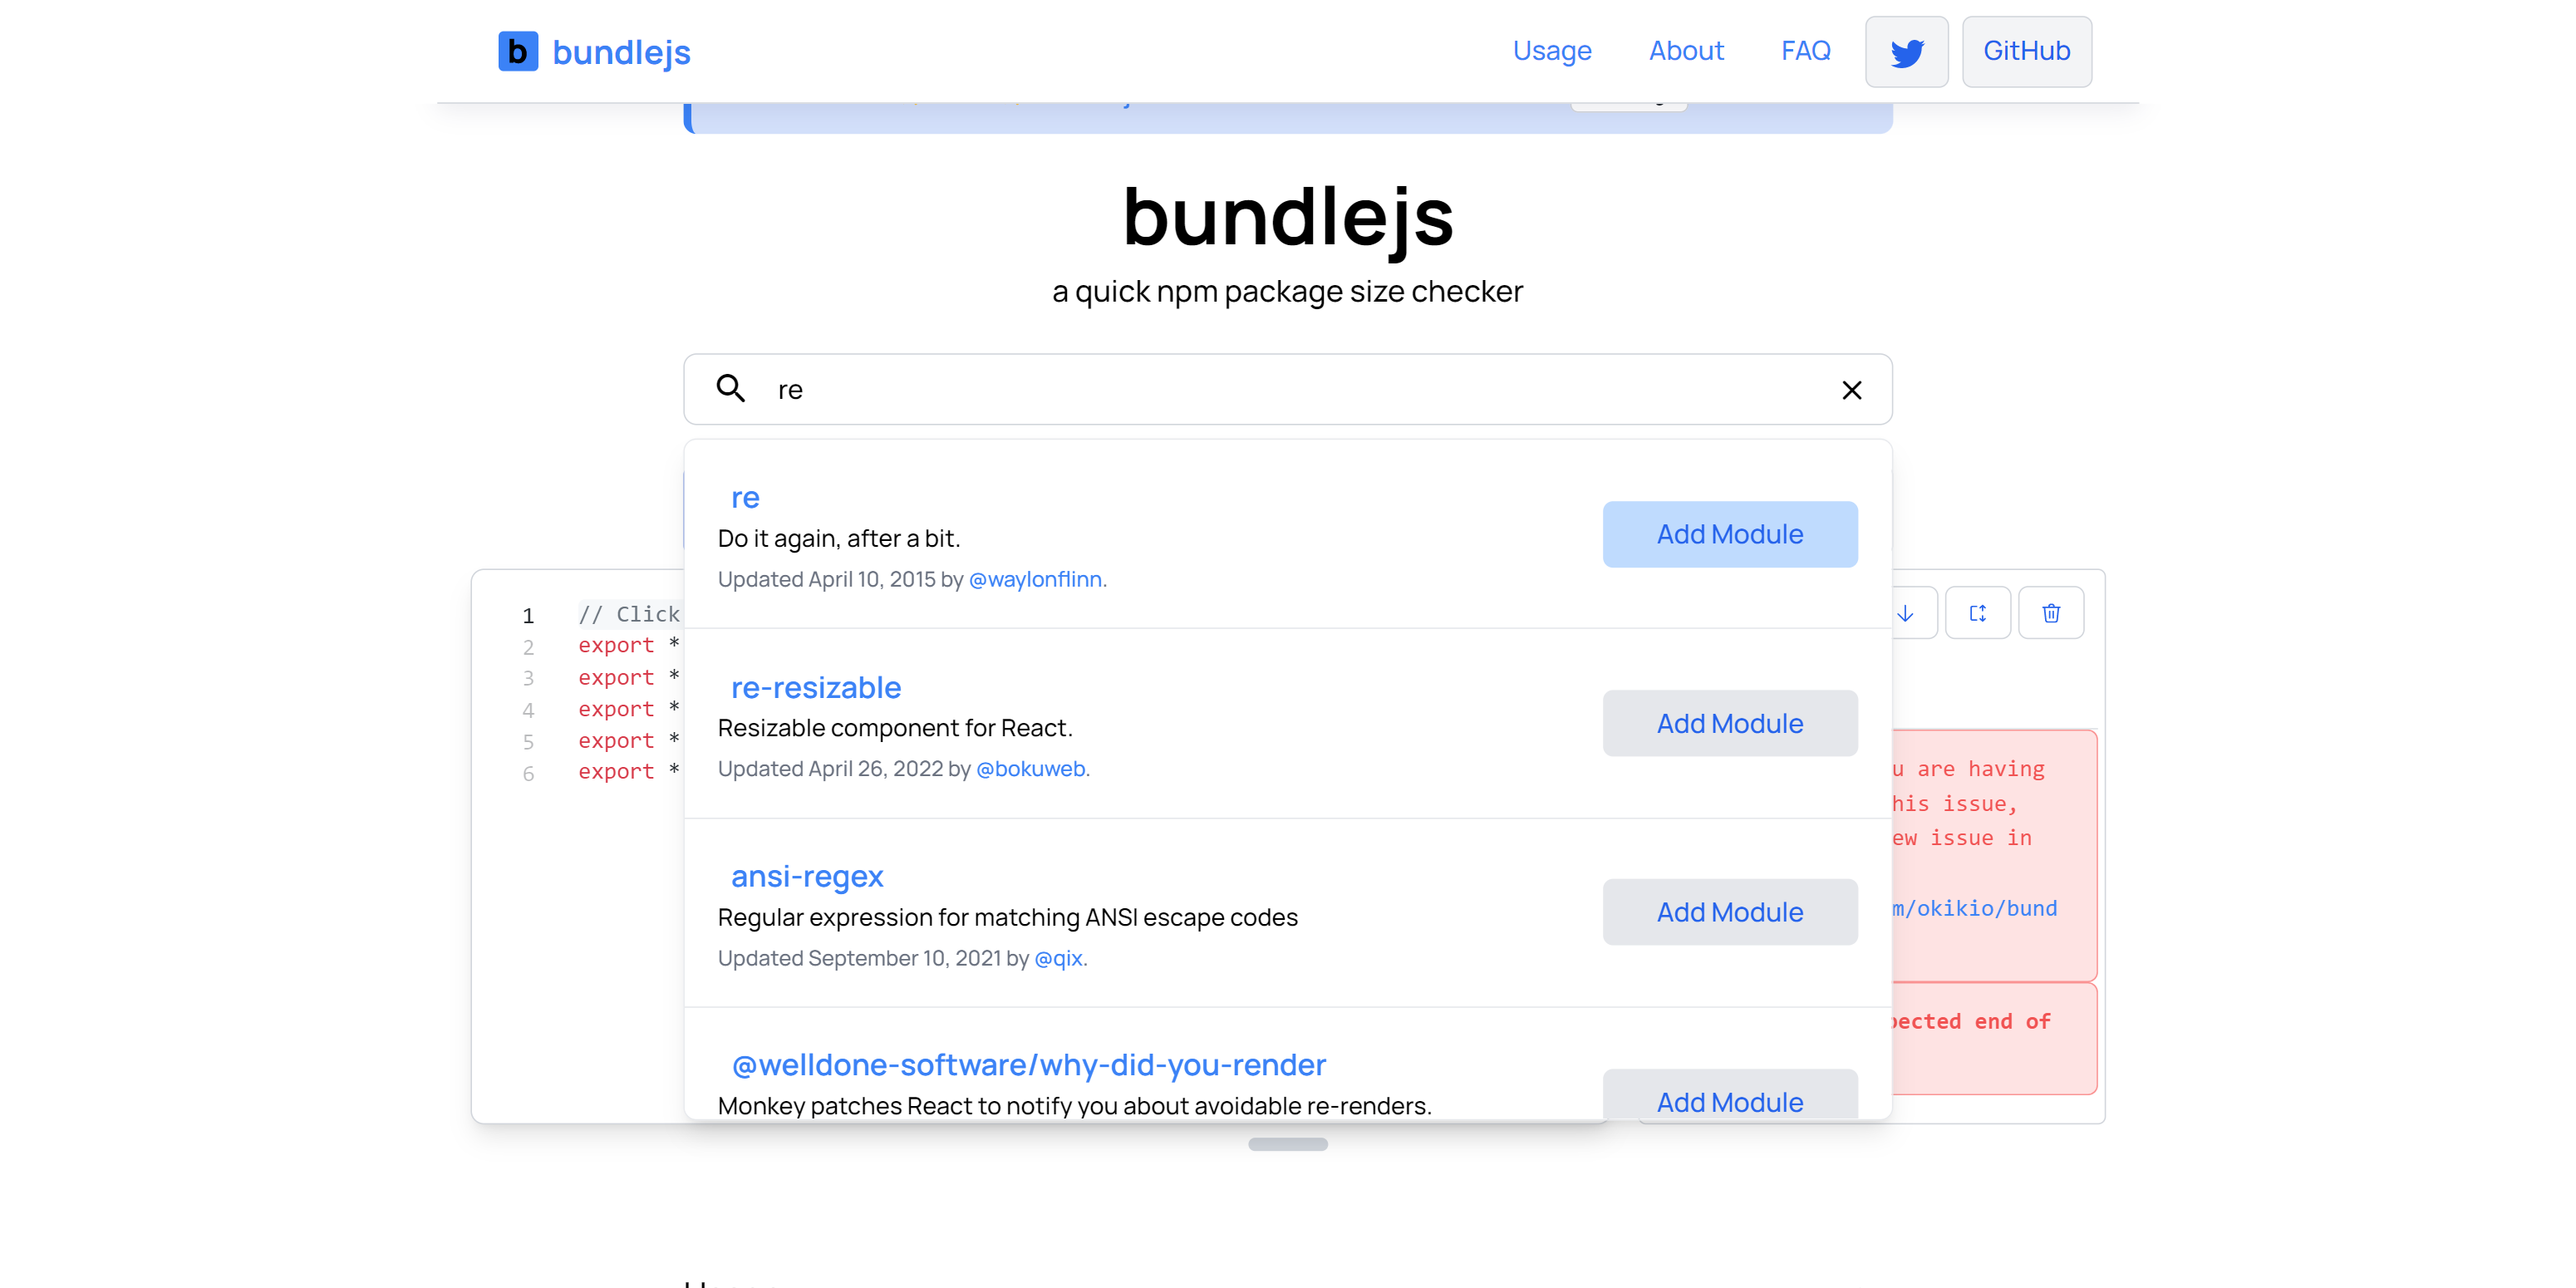 b bundlejs
Usage About FAQ GitHub
bundlejs
a quick npm package size checker
re
re
Do it again, after a bit.
Updated April 10, 2015 by @waylonflinn.
Add Module
re-resizable
Resizable component for React.
Updated April 26, 2022 by @bokuweb.
Add Module
ansi-regex
Regular expression for matching ANSI escape codes
Updated September 10, 2021 by @qix.
Add Module
@welldone-software/why-did-you-render
Monkey patches React to notify you about avoidable re-renders.
Add Module
1 // Click
2 export *
3 export *
4 export *
5 export *
6 export *
are having
issue,
issue in
m/okikio/bund
end of